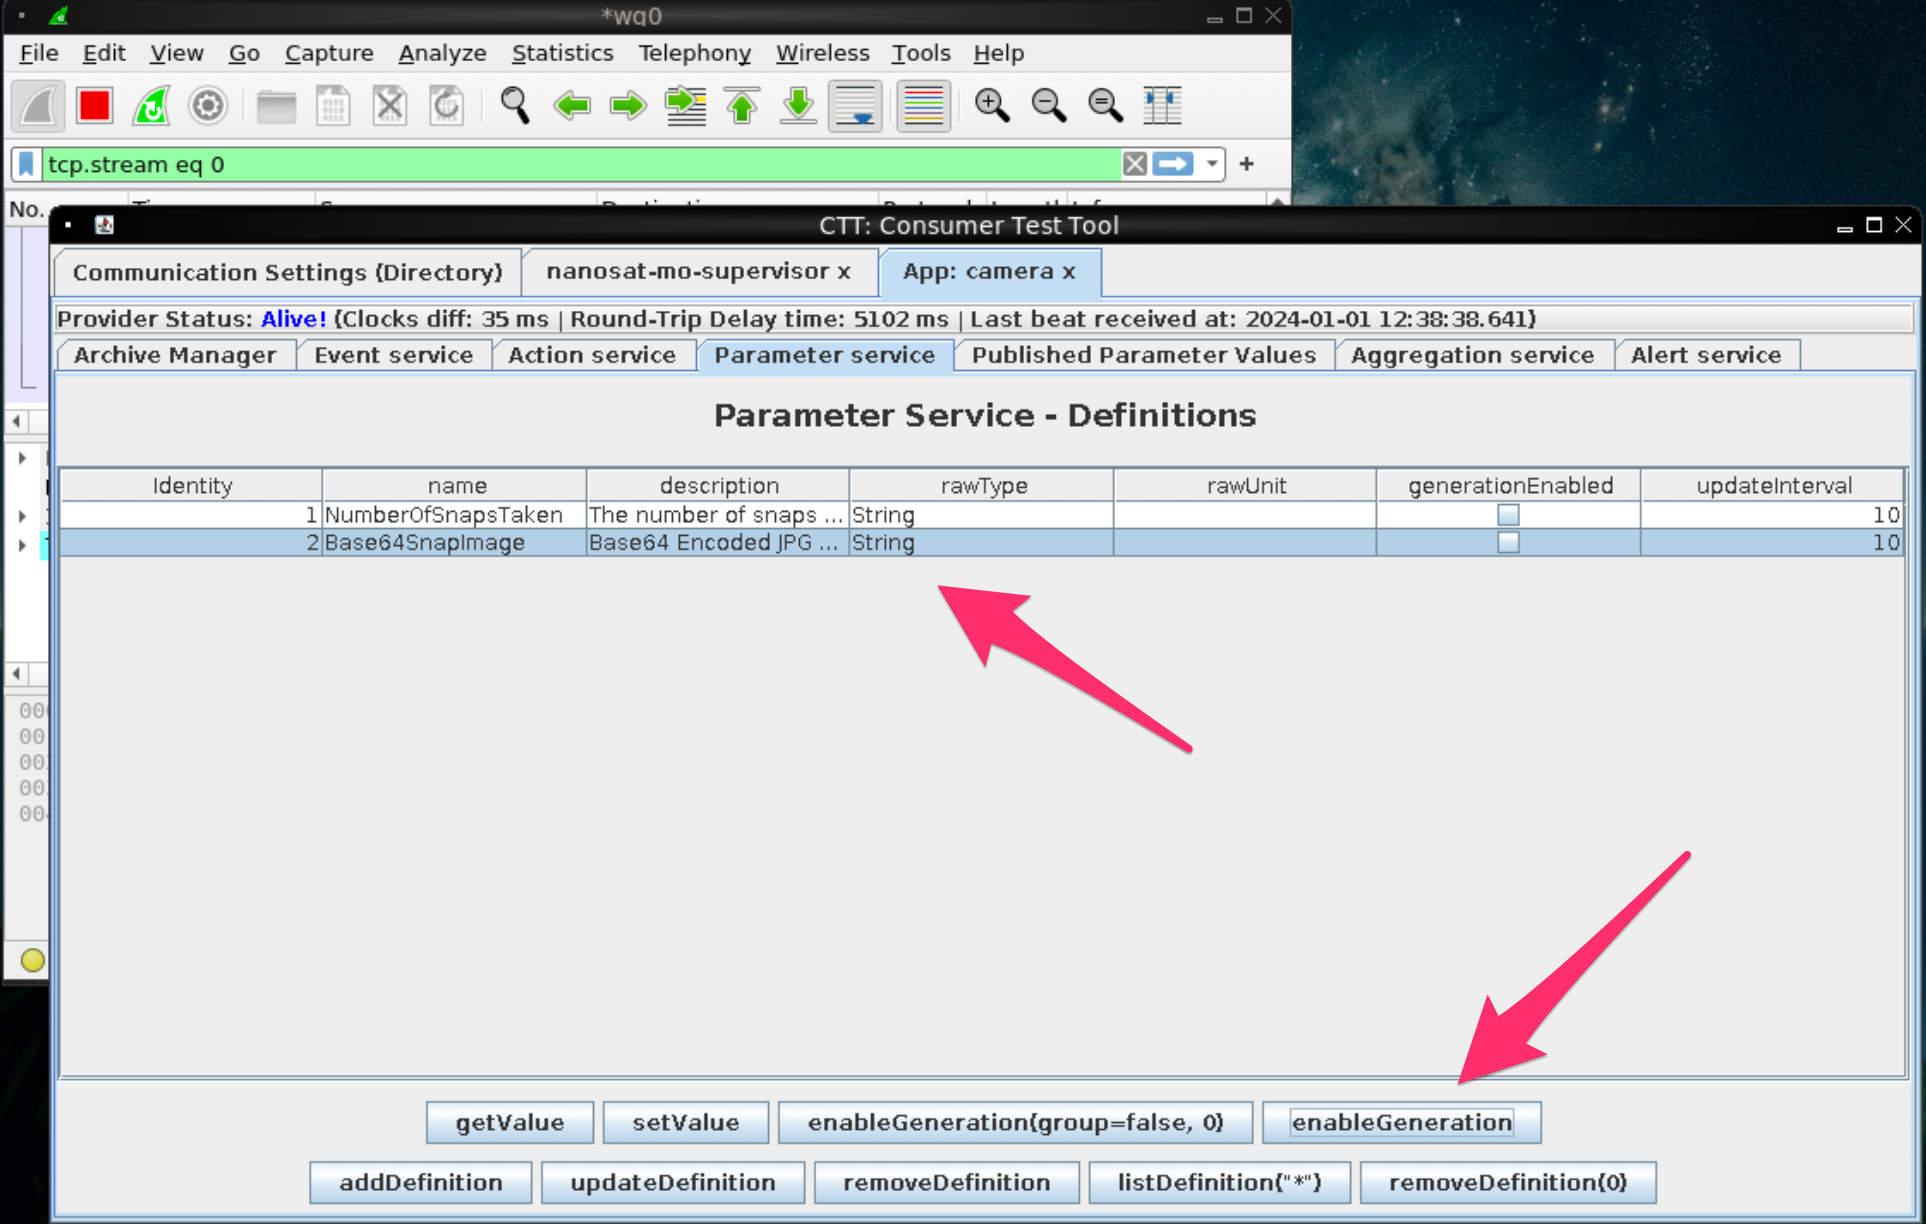 *wg0
File Edit View Go Capture Analyze Statistics Telephony Wireless Tools Help
tcp.stream eq 0
+
No.
CTT: Consumer Test Tool
Communication Settings (Directory) nanosat-mo-supervisor x App: camera x
Provider Status: Alive! (Clocks diff: 35 ms | Round-Trip Delay time: 5102 ms | Last beat received at: 2024-01-01 12:38:38.641)
Archive Manager Event service Action service Parameter service Published Parameter Values Aggregation service Alert service
Parameter Service - Definitions
Identity name description rawType rawUnit generationEnabled updateInterval
1 NumberOfSnapsTaken The number of snaps ... String 10
2 Base64SnapImage Base64 Encoded JPG ... String 10
getValue setValue enableGeneration(group=false, 0) enableGeneration
addDefinition updateDefinition removeDefinition listDefinition("*") removeDefinition(0)